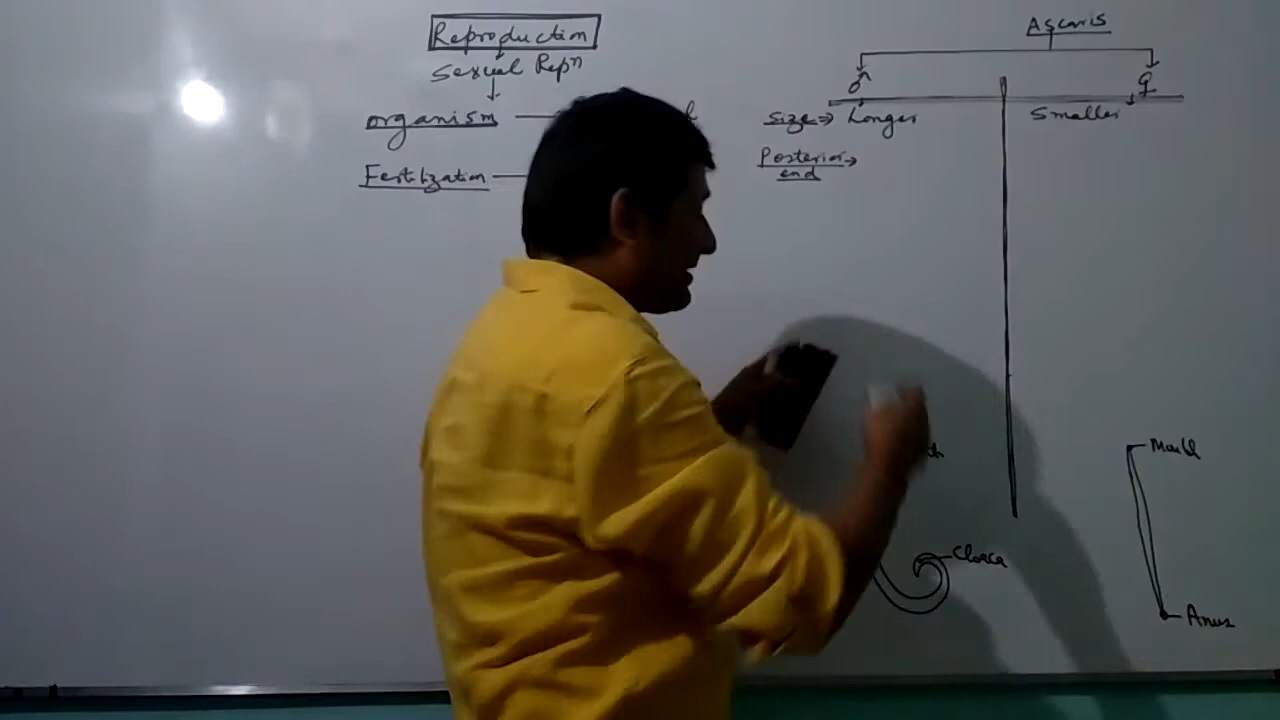 Reproduction
Sexual Repn
organism
Fertilization
Ascaris
♂ ♀
Size → Longer Smaller
Posterior →
end
Mouth
Cloaca
Anus